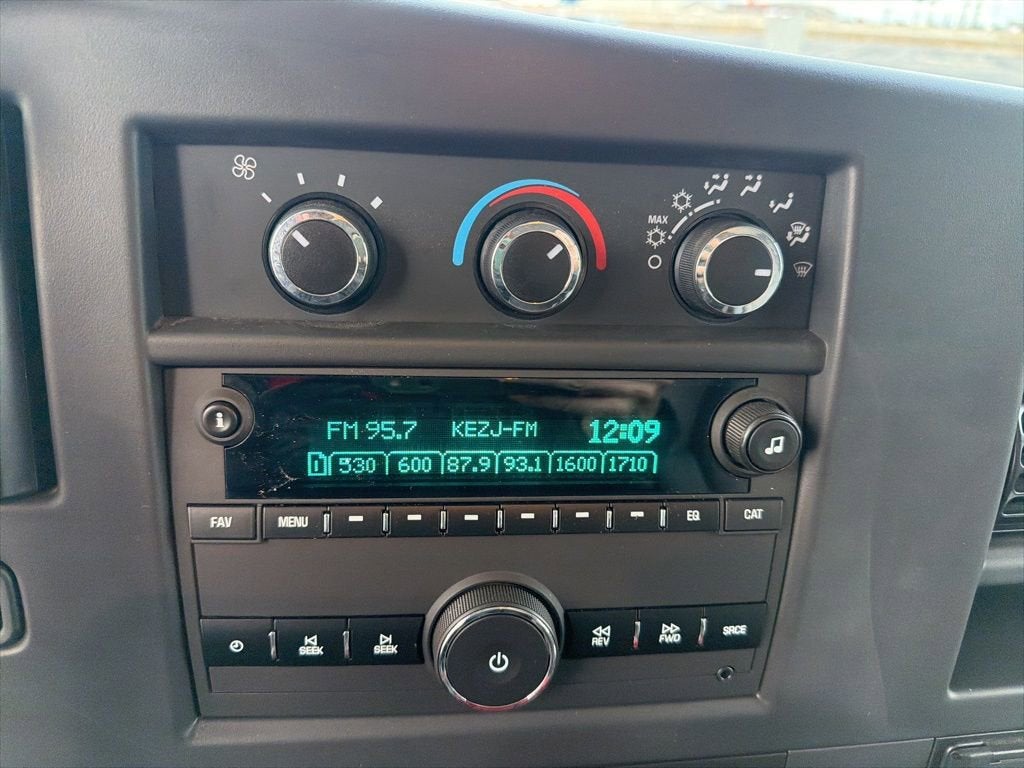 MAX
i
FM 95.7 KEZJ-FM 12:09
1 530 600 87.9 93.1 1600 1710
FAV MENU EQ CAT
SEEK SEEK REV FWD SRCE